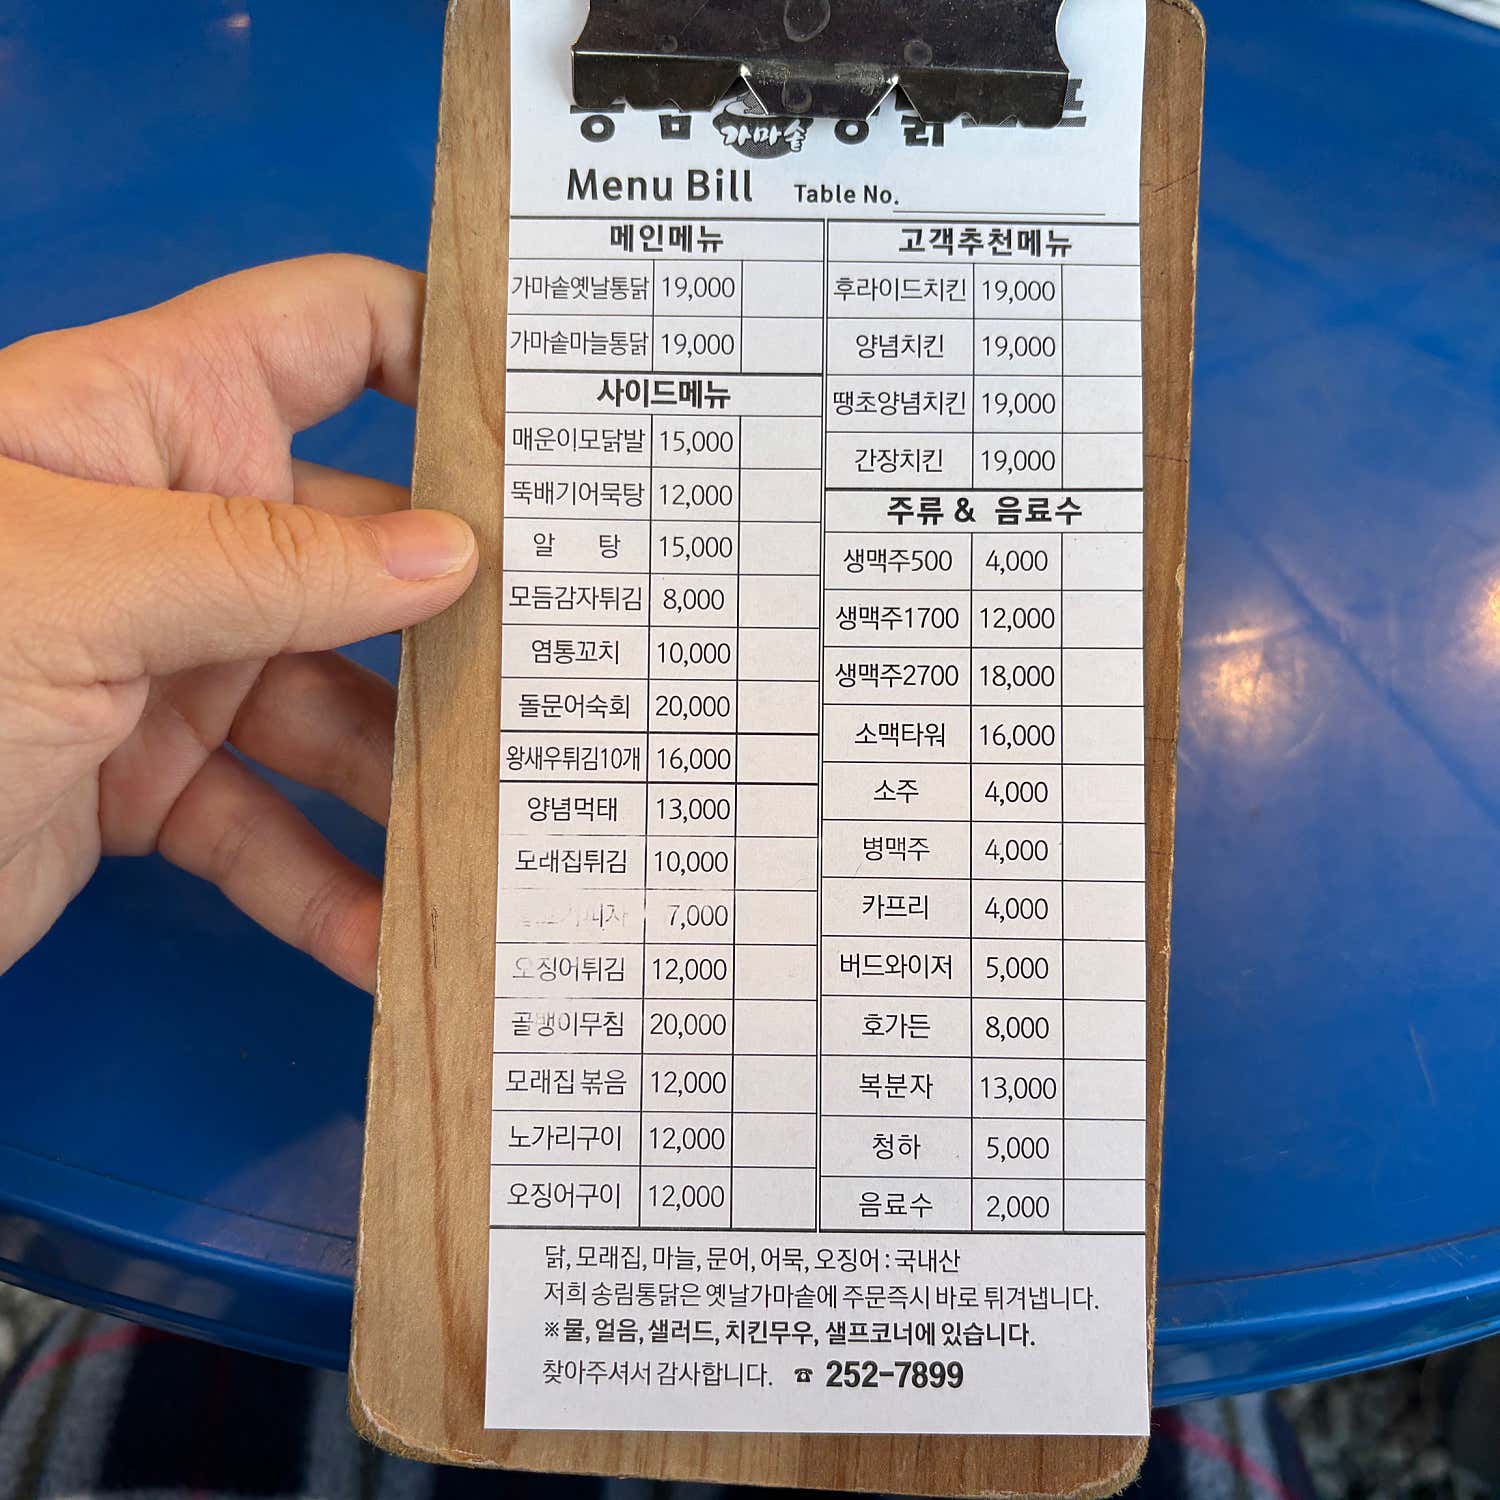 가마솥
Menu Bill Table No.
메인메뉴
가마솥옛날통닭 19,000
가마솥마늘통닭 19,000
사이드메뉴
매운이모닭발 15,000
뚝배기어묵탕 12,000
알 탕 15,000
모듬감자튀김 8,000
염통꼬치 10,000
돌문어숙회 20,000
왕새우튀김10개 16,000
양념먹태 13,000
모래집튀김 10,000
7,000
오징어튀김 12,000
골뱅이무침 20,000
모래집볶음 12,000
노가리구이 12,000
오징어구이 12,000
고객추천메뉴
후라이드치킨 19,000
양념치킨 19,000
땡초양념치킨 19,000
간장치킨 19,000
주류 & 음료수
생맥주500 4,000
생맥주1700 12,000
생맥주2700 18,000
소맥타워 16,000
소주 4,000
병맥주 4,000
카프리 4,000
버드와이저 5,000
호가든 8,000
복분자 13,000
청하 5,000
음료수 2,000
닭, 모래집, 마늘, 문어, 어묵, 오징어 : 국내산
저희 송림통닭은 옛날가마솥에 주문즉시 바로 튀겨냅니다.
※물, 얼음, 샐러드, 치킨무우, 샐프코너에 있습니다.
찾아주셔서 감사합니다. ☎ 252-7899